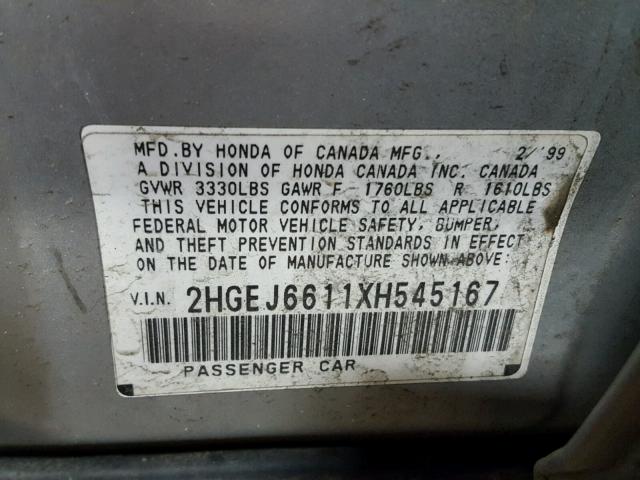 MFD.BY HONDA OF CANADA MFG., 2/'99
A DIVISION OF HONDA CANADA INC. CANADA
GVWR 3330LBS GAWR F - 1760LBS R 1610LBS
THIS VEHICLE CONFORMS TO ALL APPLICABLE
FEDERAL MOTOR VEHICLE SAFETY, BUMPER,
AND THEFT PREVENTION STANDARDS IN EFFECT
ON THE DATE OF MANUFACTURE SHOWN ABOVE:
V.I.N. 2HGEJ6611XH545167
PASSENGER CAR